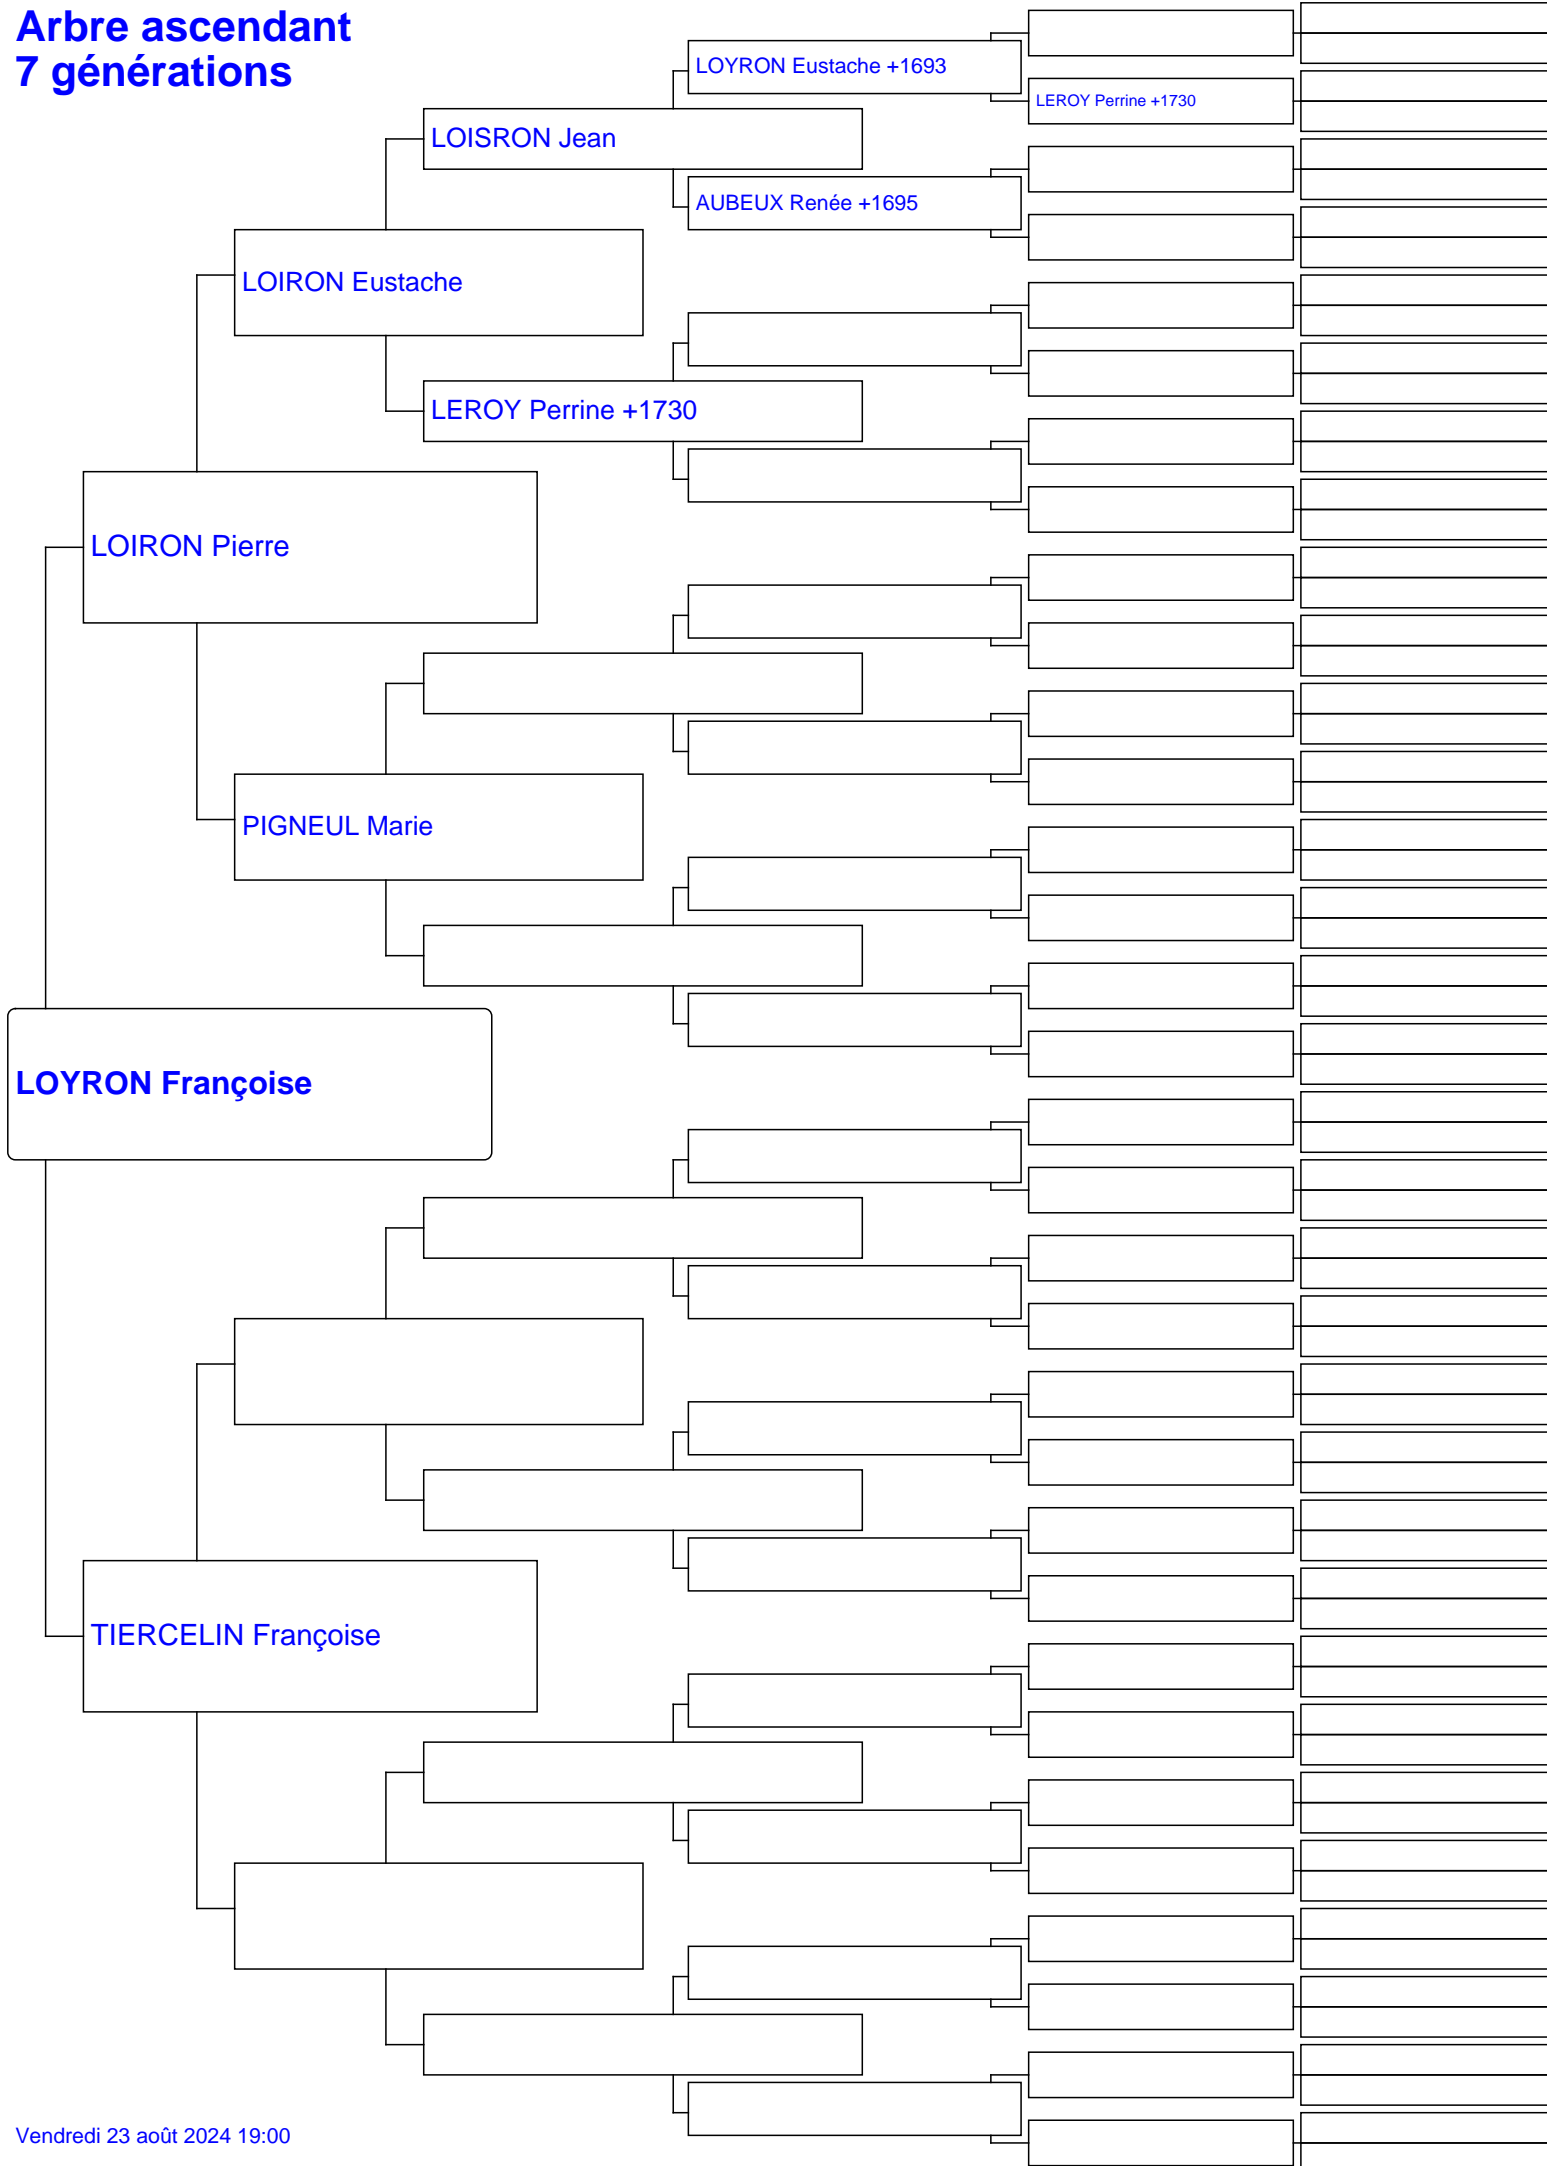 Arbre ascendant
7 générations
LOYRON Eustache +1693
LEROY Perrine +1730
LOISRON Jean
AUBEUX Renée +1695
LOIRON Eustache
LEROY Perrine +1730
LOIRON Pierre
PIGNEUL Marie
LOYRON Françoise
TIERCELIN Françoise
Vendredi 23 août 2024 19:00